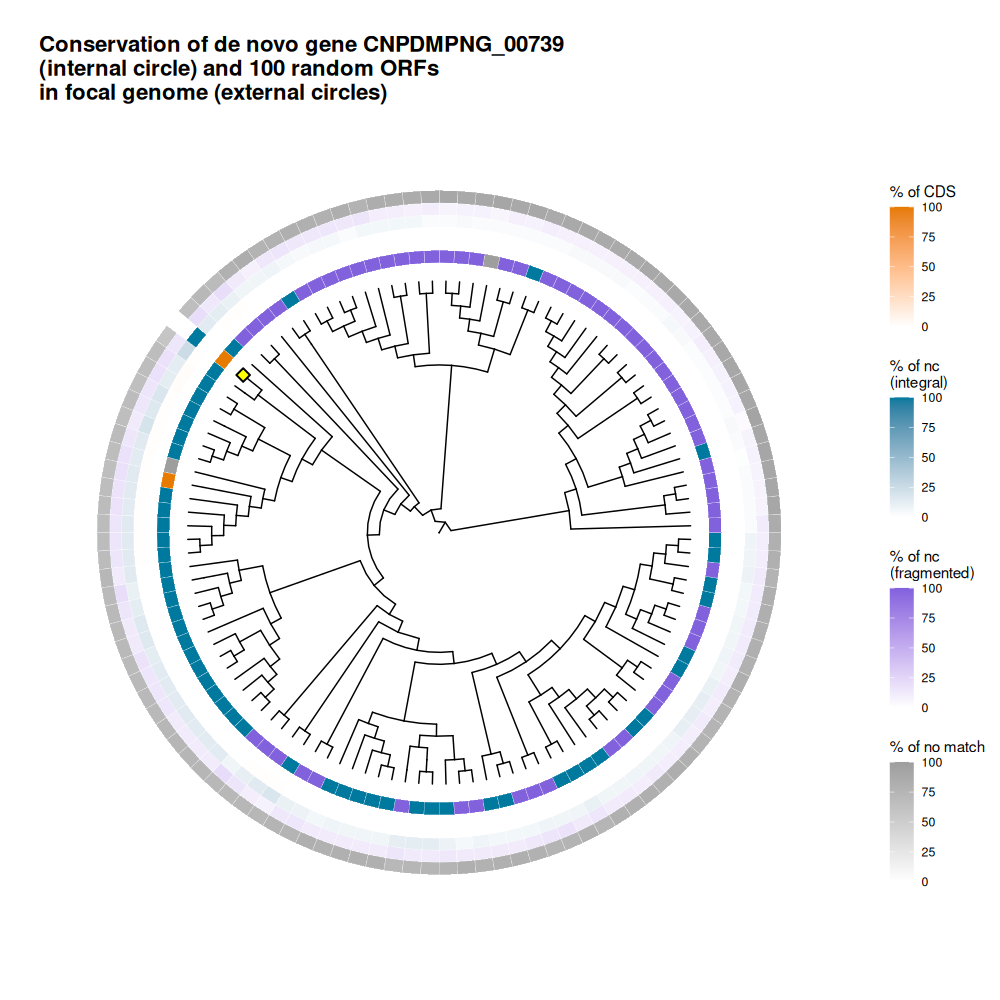 Conservation of de novo gene CNPDMPNG_00739
(internal circle) and 100 random ORFs
in focal genome (external circles)
% of CDS
100
75
50
25
0
% of nc
(integral)
100
75
50
25
0
% of nc
(fragmented)
100
75
50
25
0
% of no match
100
75
50
25
0